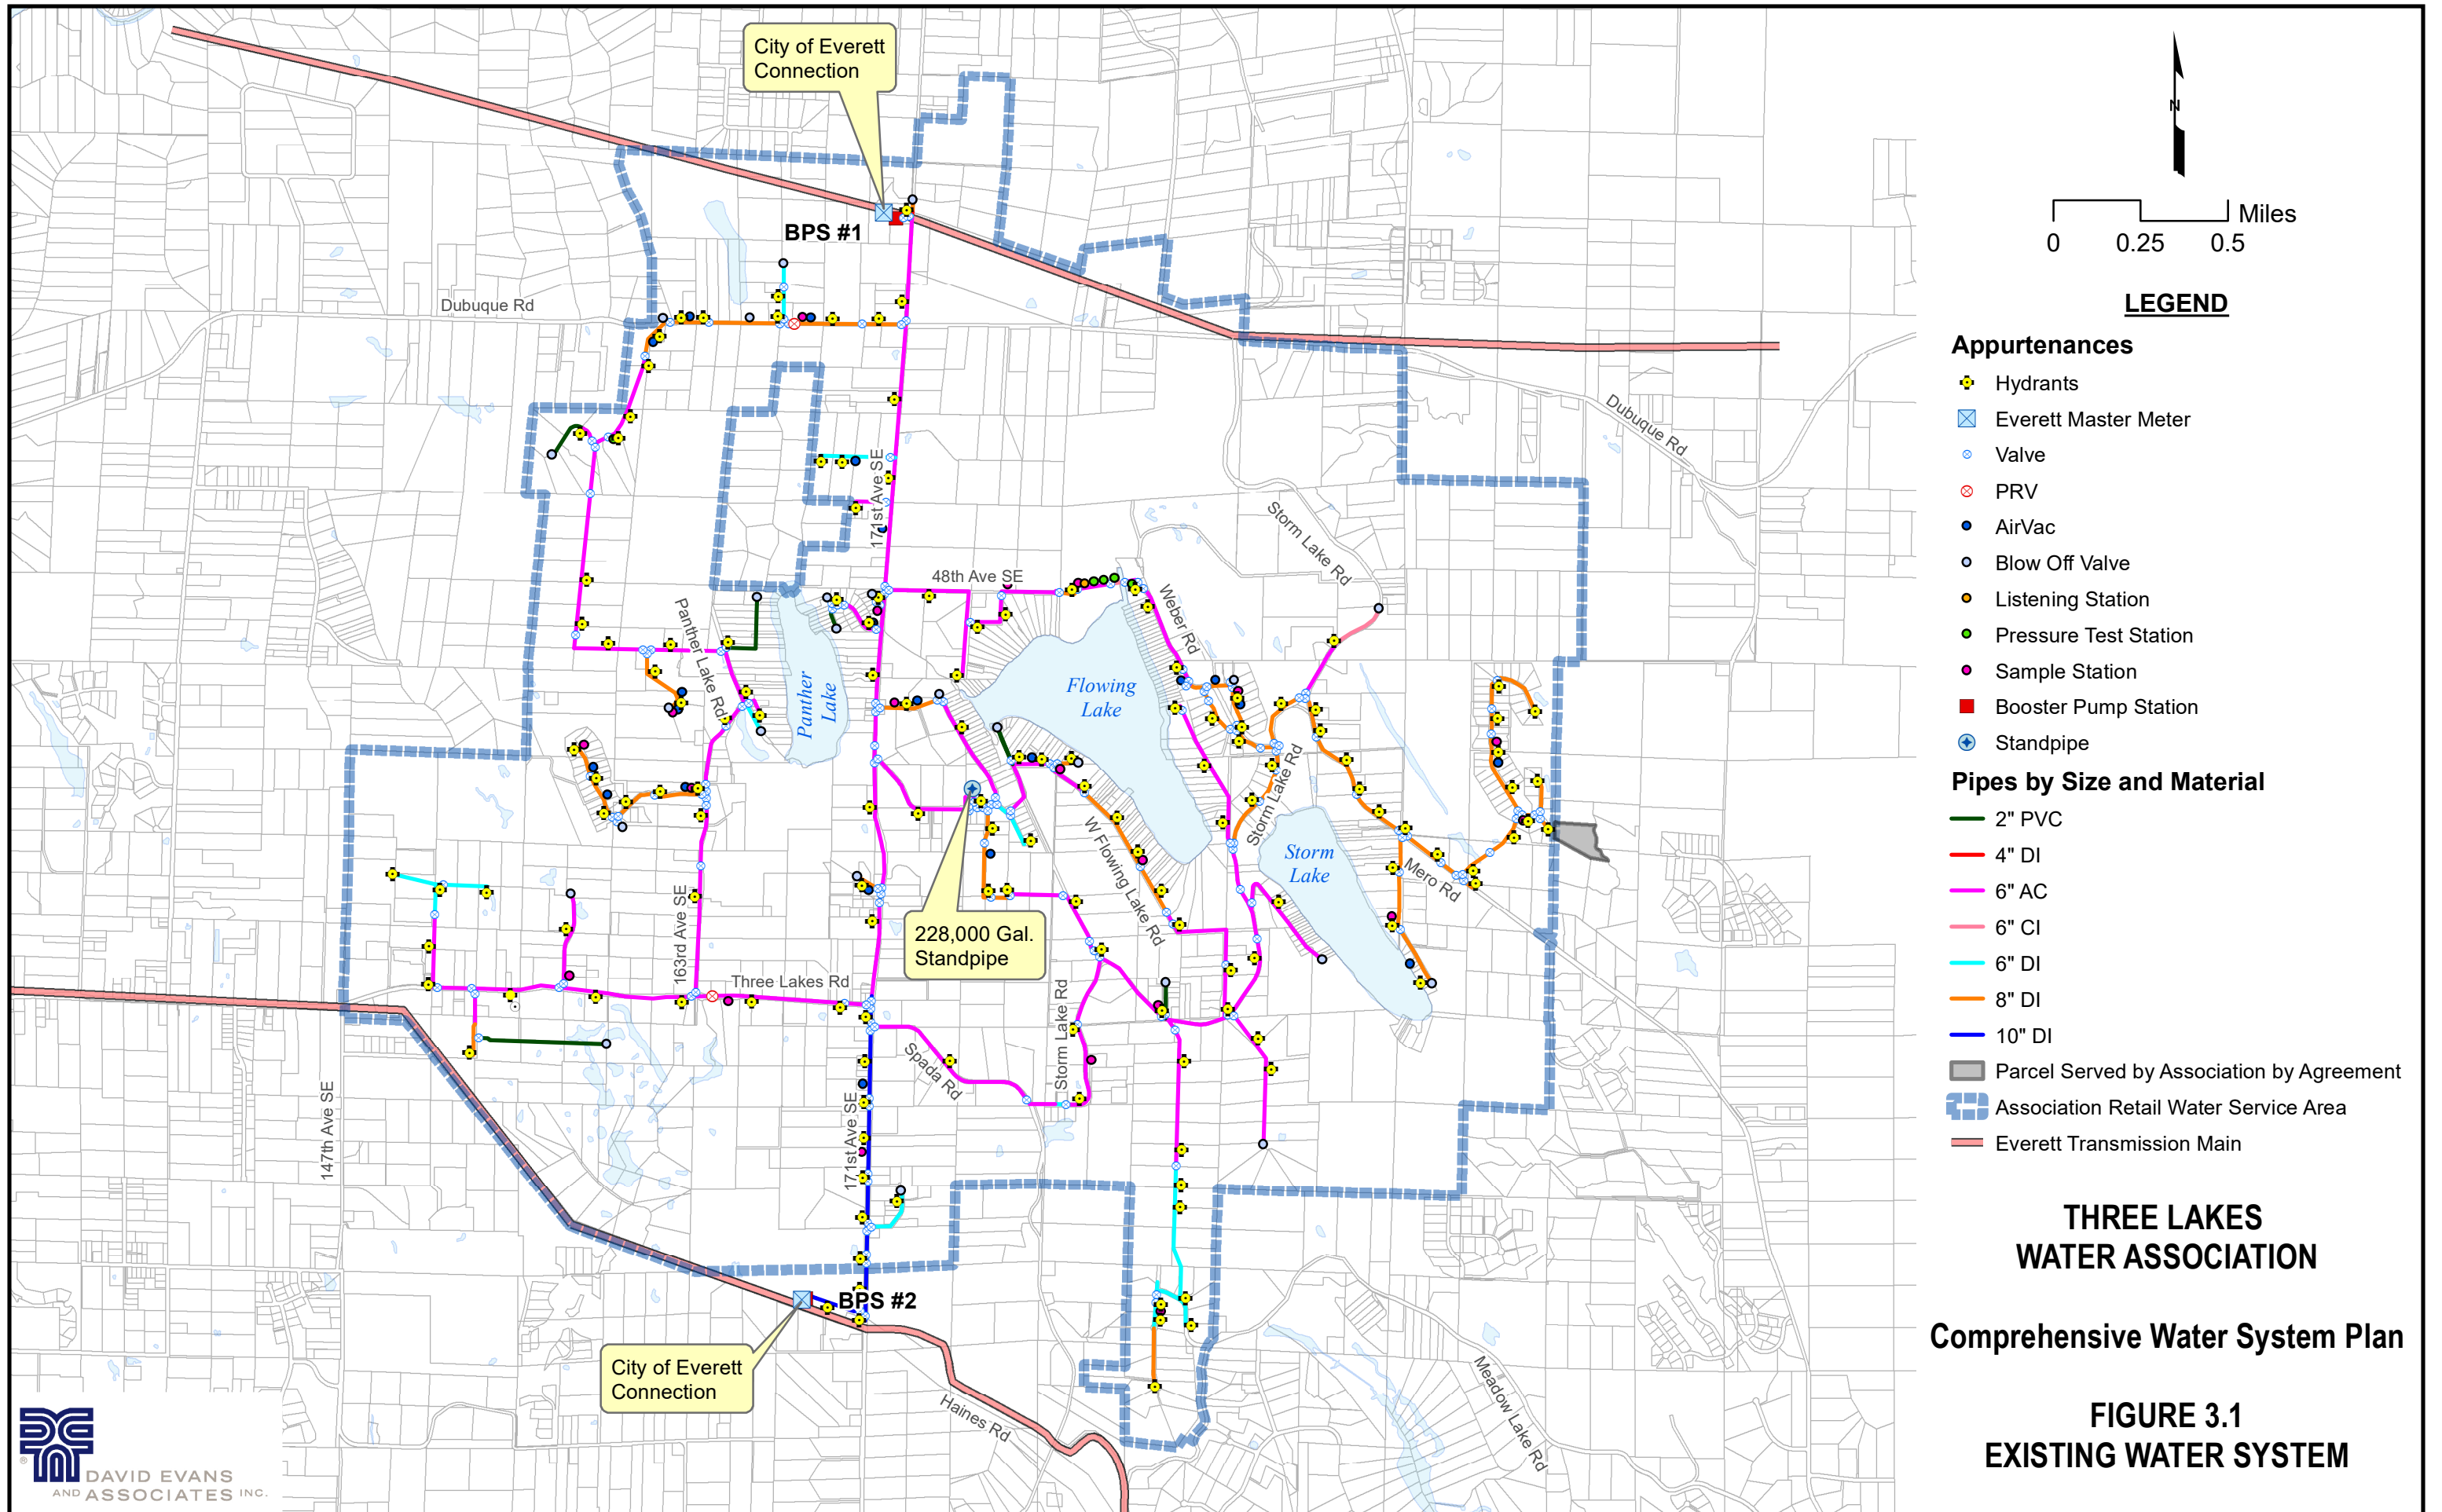 City of Everett
Connection
BPS #1
Dubuque Rd
Dubuque Rd
171st Ave SE
48th Ave SE
Storm Lake Rd
Weber Rd
Panther Lake Rd
Panther
Lake
Flowing
Lake
Storm Lake Rd
W Flowing Lake Rd
Storm
Lake
Mero Rd
228,000 Gal.
Standpipe
163rd Ave SE
Three Lakes Rd
Storm Lake Rd
Spada Rd
147th Ave SE
171st Ave SE
BPS #2
City of Everett
Connection
Haines Rd
Meadow Lake Rd
®
DAVID EVANS
AND ASSOCIATES INC.
N
Miles
0 0.25 0.5
LEGEND
Appurtenances
Hydrants
Everett Master Meter
Valve
PRV
AirVac
Blow Off Valve
Listening Station
Pressure Test Station
Sample Station
Booster Pump Station
Standpipe
Pipes by Size and Material
2" PVC
4" DI
6" AC
6" CI
6" DI
8" DI
10" DI
Parcel Served by Association by Agreement
Association Retail Water Service Area
Everett Transmission Main
THREE LAKES
WATER ASSOCIATION
Comprehensive Water System Plan
FIGURE 3.1
EXISTING WATER SYSTEM